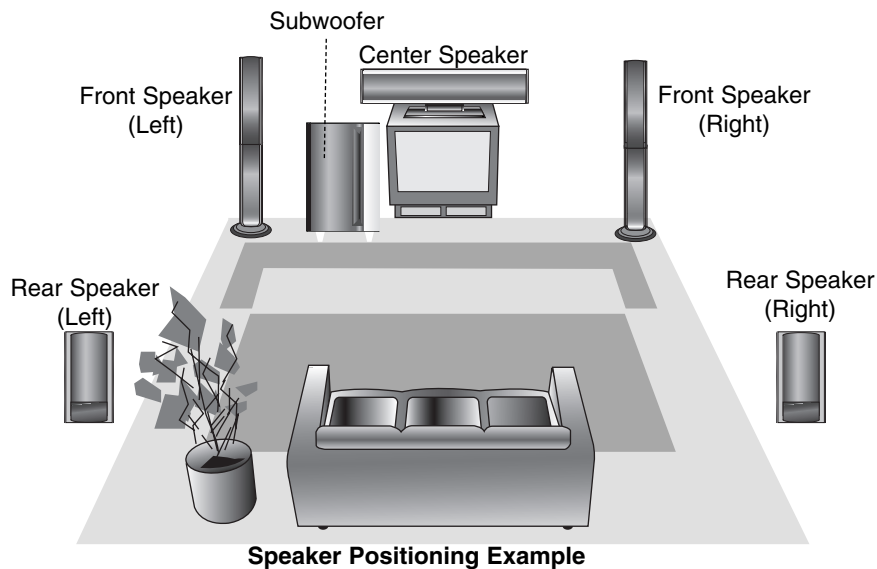 Subwoofer
Center Speaker
Front Speaker
(Left)
Front Speaker
(Right)
Rear Speaker
(Left)
Rear Speaker
(Right)
Speaker Positioning Example